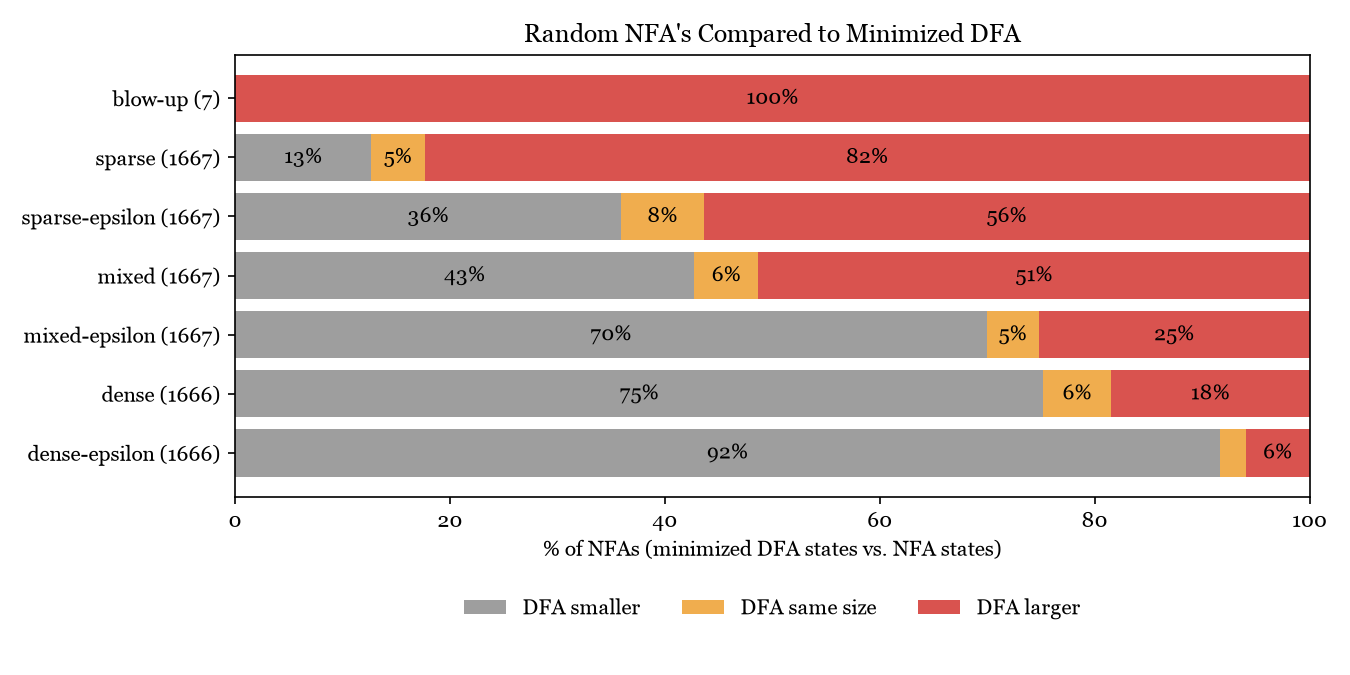 Random NFA's Compared to Minimized DFA
blow-up (7)
100%
sparse (1667)
13% 5% 82%
sparse-epsilon (1667)
36% 8% 56%
mixed (1667)
43% 6% 51%
mixed-epsilon (1667)
70% 5% 25%
dense (1666)
75% 6% 18%
dense-epsilon (1666)
92% 6%
0 20 40 60 80 100
% of NFAs (minimized DFA states vs. NFA states)
DFA smaller DFA same size DFA larger